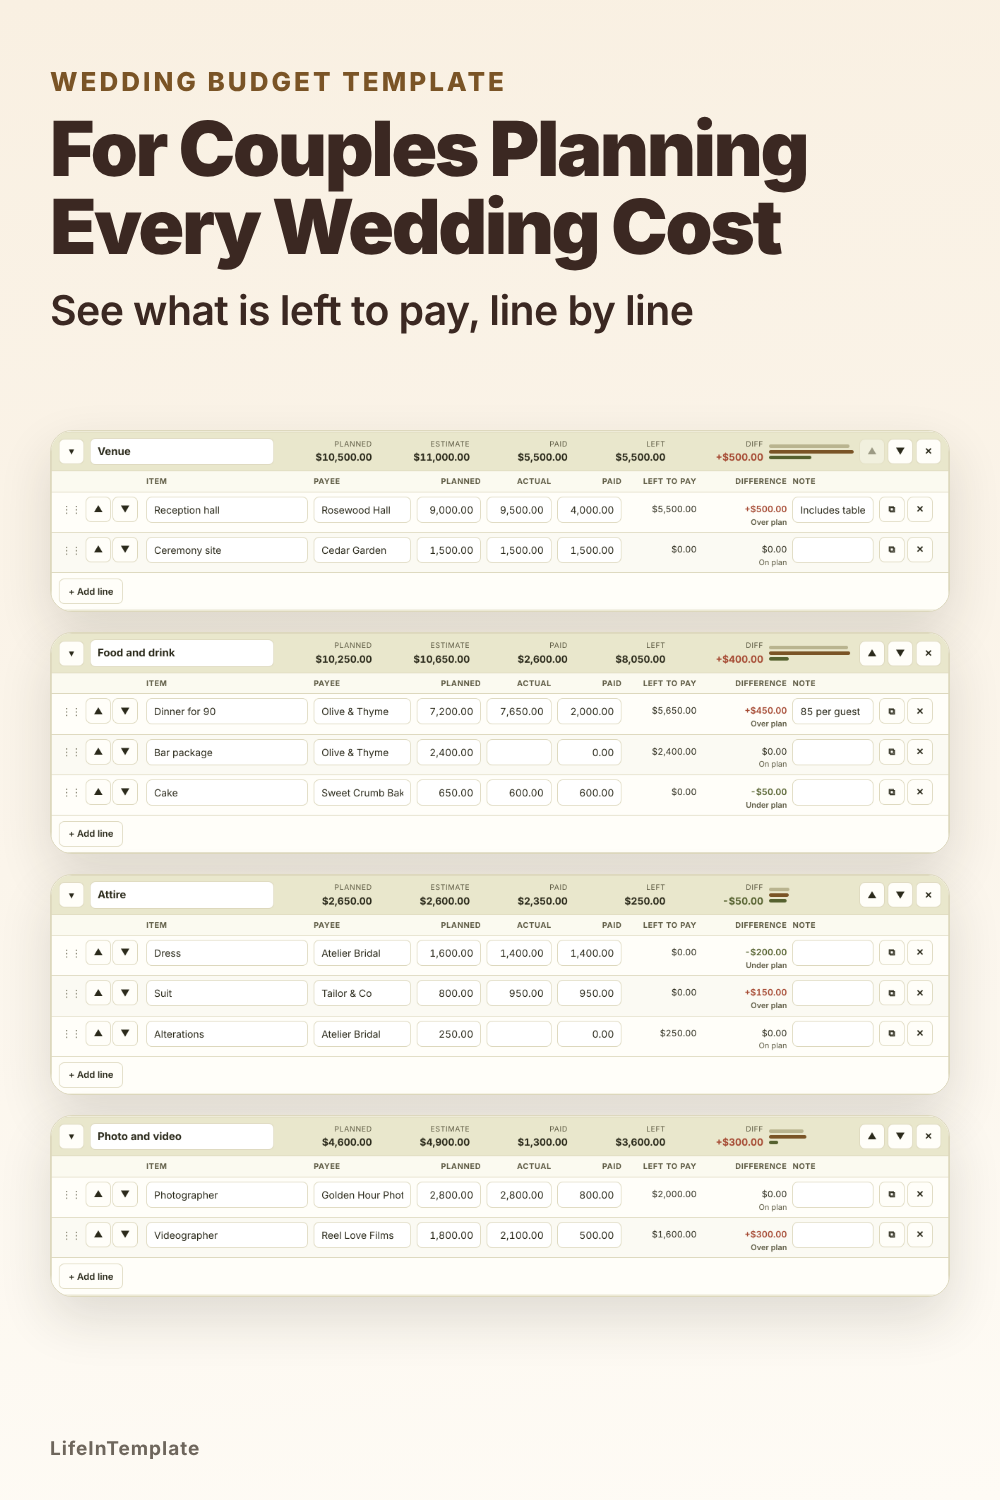 WEDDING BUDGET TEMPLATE
For Couples Planning
Every Wedding Cost
See what is left to pay, line by line
Venue PLANNED $10,500.00 ESTIMATE $11,000.00 PAID $5,500.00 LEFT $5,500.00 DIFF +$500.00
ITEM PAYEE PLANNED ACTUAL PAID LEFT TO PAY DIFFERENCE NOTE
Reception hall Rosewood Hall 9,000.00 9,500.00 4,000.00 $5,500.00 +$500.00 Over plan Includes table
Ceremony site Cedar Garden 1,500.00 1,500.00 1,500.00 $0.00 $0.00 On plan
+ Add line
Food and drink PLANNED $10,250.00 ESTIMATE $10,650.00 PAID $2,600.00 LEFT $8,050.00 DIFF +$400.00
ITEM PAYEE PLANNED ACTUAL PAID LEFT TO PAY DIFFERENCE NOTE
Dinner for 90 Olive & Thyme 7,200.00 7,650.00 2,000.00 $5,650.00 +$450.00 Over plan 85 per guest
Bar package Olive & Thyme 2,400.00 0.00 $2,400.00 $0.00 On plan
Cake Sweet Crumb Bak 650.00 600.00 600.00 $0.00 -$50.00 Under plan
+ Add line
Attire PLANNED $2,650.00 ESTIMATE $2,600.00 PAID $2,350.00 LEFT $250.00 DIFF -$50.00
ITEM PAYEE PLANNED ACTUAL PAID LEFT TO PAY DIFFERENCE NOTE
Dress Atelier Bridal 1,600.00 1,400.00 1,400.00 $0.00 -$200.00 Under plan
Suit Tailor & Co 800.00 950.00 950.00 $0.00 +$150.00 Over plan
Alterations Atelier Bridal 250.00 0.00 $250.00 $0.00 On plan
+ Add line
Photo and video PLANNED $4,600.00 ESTIMATE $4,900.00 PAID $1,300.00 LEFT $3,600.00 DIFF +$300.00
ITEM PAYEE PLANNED ACTUAL PAID LEFT TO PAY DIFFERENCE NOTE
Photographer Golden Hour Phot 2,800.00 2,800.00 800.00 $2,000.00 $0.00 On plan
Videographer Reel Love Films 1,800.00 2,100.00 500.00 $1,600.00 +$300.00 Over plan
+ Add line
LifeInTemplate